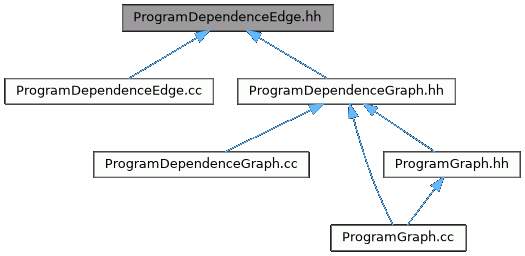 ProgramDependenceEdge.hh
ProgramDependenceEdge.cc
ProgramDependenceGraph.hh
ProgramDependenceGraph.cc
ProgramGraph.hh
ProgramGraph.cc